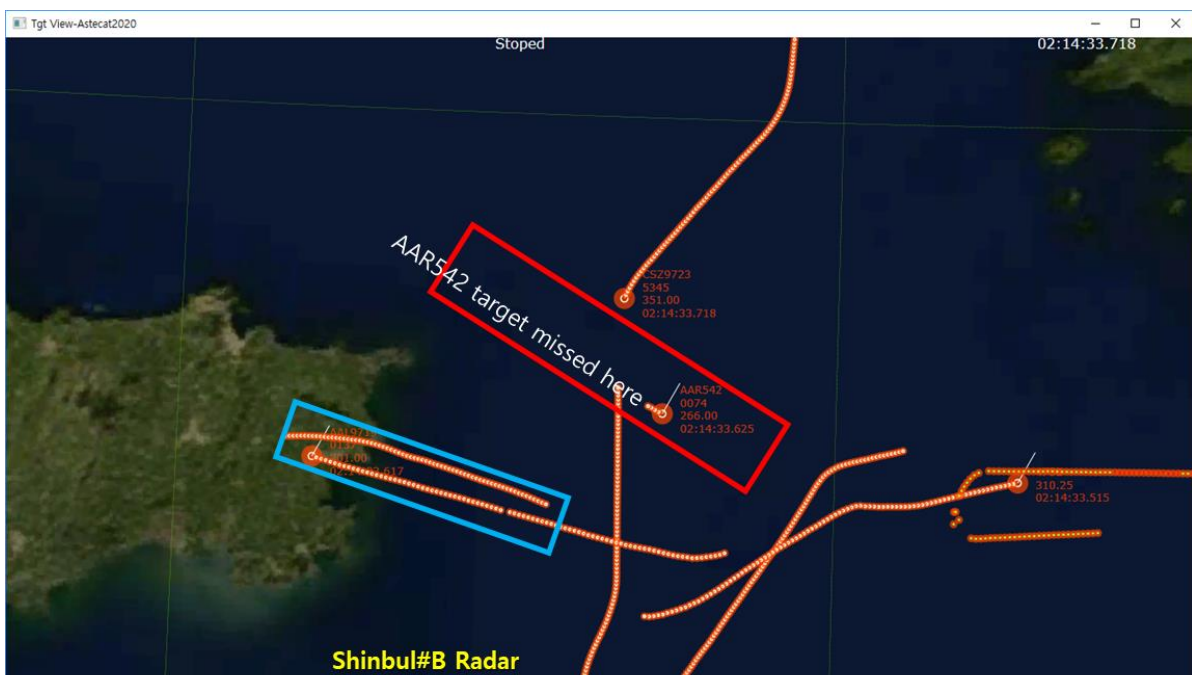 Tgt View-Astecat2020
Stoped
02:14:33.718
AAR542 target missed here
CSZ9723
5345
351.00
02:14:33.718
AAR542
0074
266.00
02:14:33.625
310.25
02:14:33.515
Shinbul#B Radar